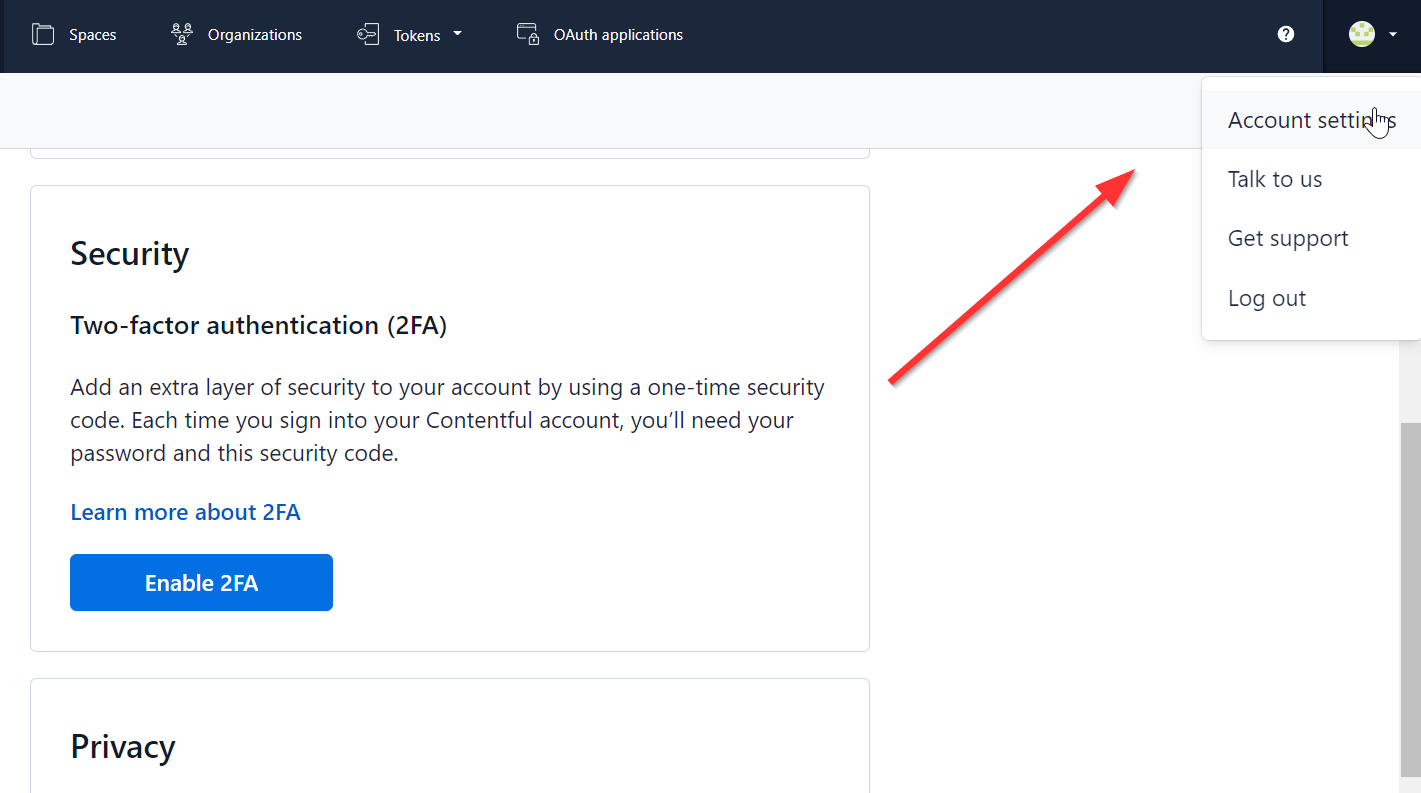 Spaces
Organizations
Tokens
OAuth applications
Account settings
Talk to us
Get support
Log out
Security
Two-factor authentication (2FA)
Add an extra layer of security to your account by using a one-time security
code. Each time you sign into your Contentful account, you’ll need your
password and this security code.
Learn more about 2FA
Enable 2FA
Privacy